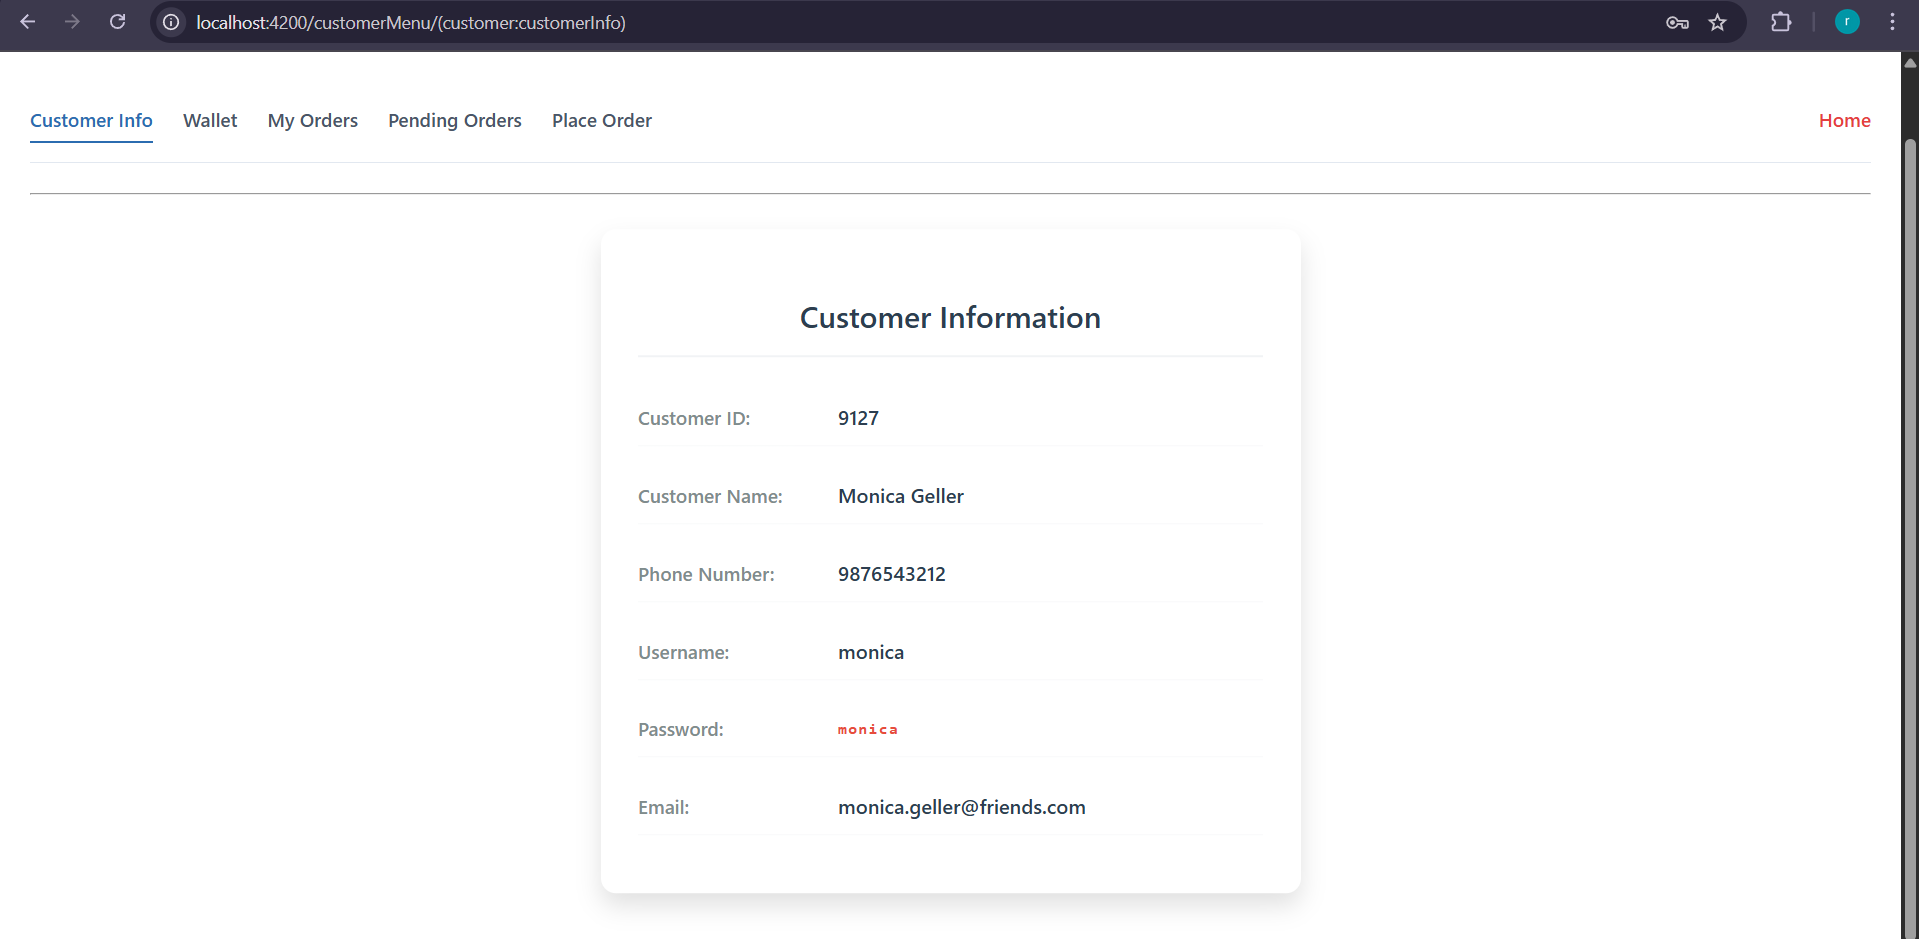 localhost:4200/customerMenu/(customer:customerInfo)
r
Customer Info Wallet My Orders Pending Orders Place Order Home
Customer Information
Customer ID: 9127
Customer Name: Monica Geller
Phone Number: 9876543212
Username: monica
Password: monica
Email: monica.geller@friends.com